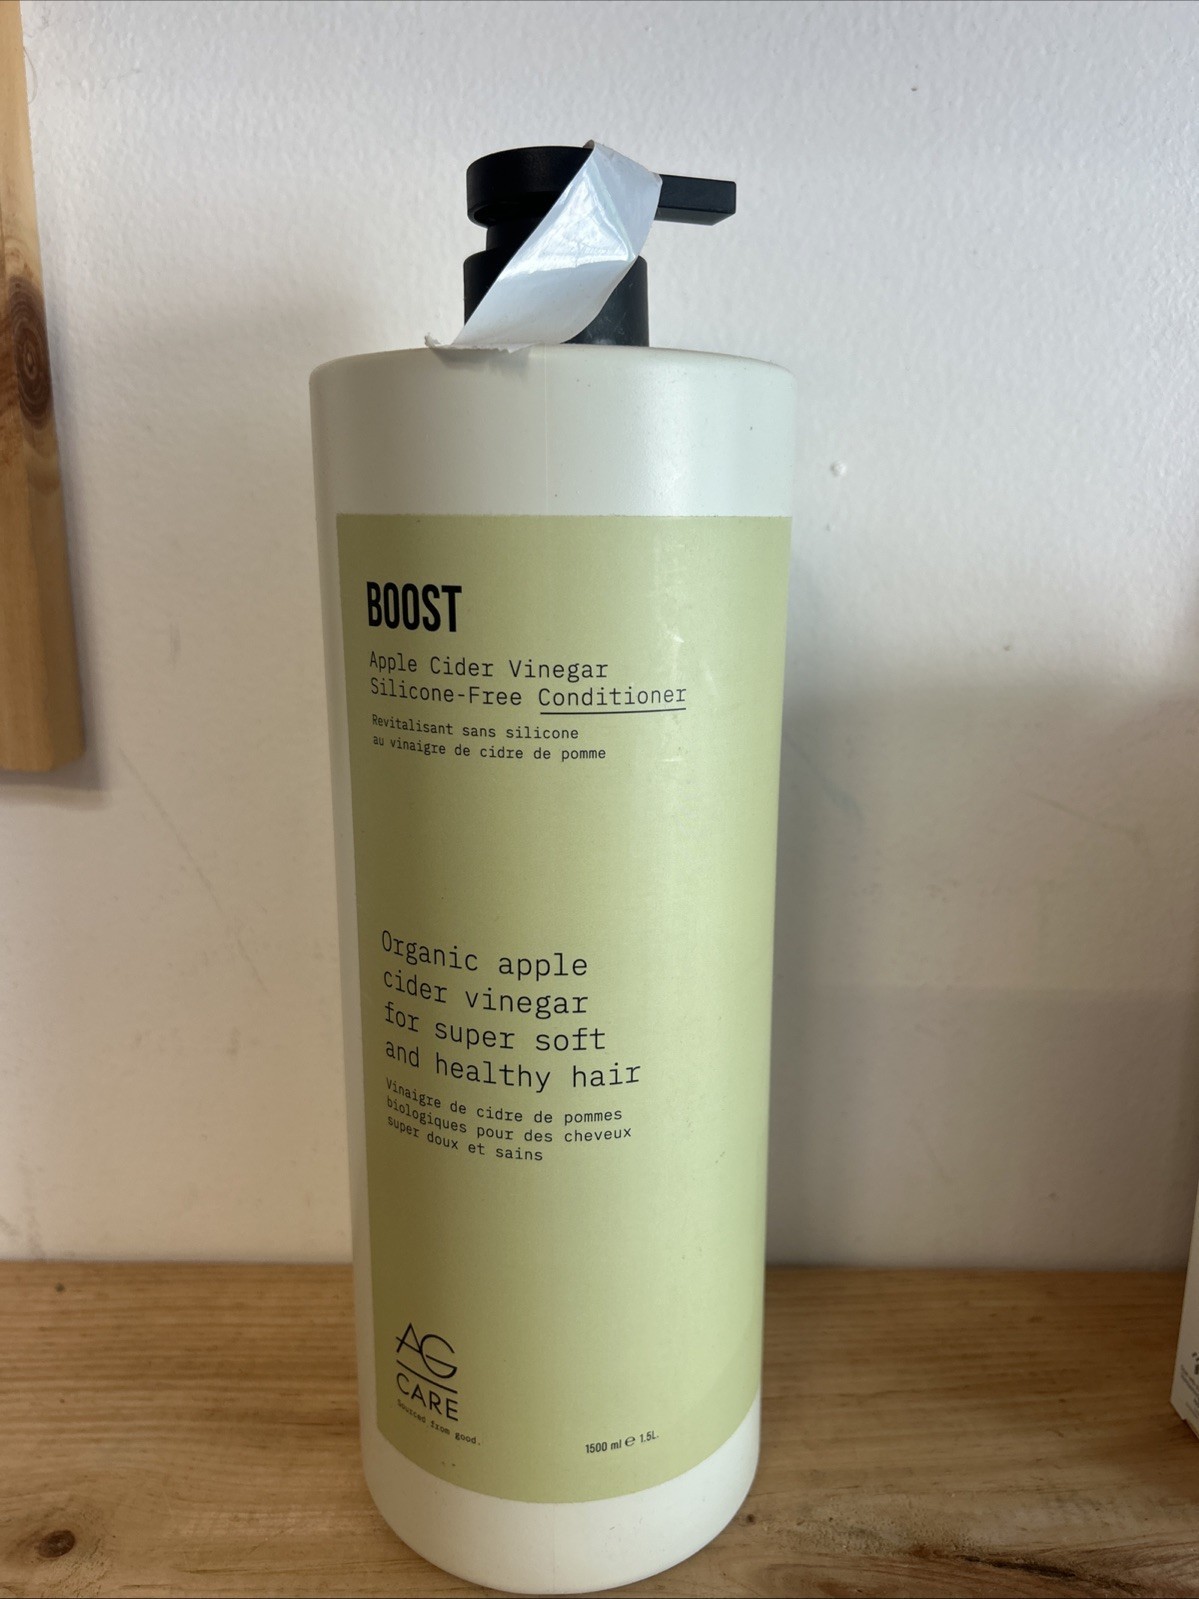 BOOST
Apple Cider Vinegar
Silicone-Free Conditioner
Revitalisant sans silicone
au vinaigre de cidre de pomme
Organic apple
cider vinegar
for super soft
and healthy hair
Vinaigre de cidre de pommes
biologiques pour des cheveux
super doux et sains
AG
CARE
Sourced from good.
1500 ml ℮ 1.5L.